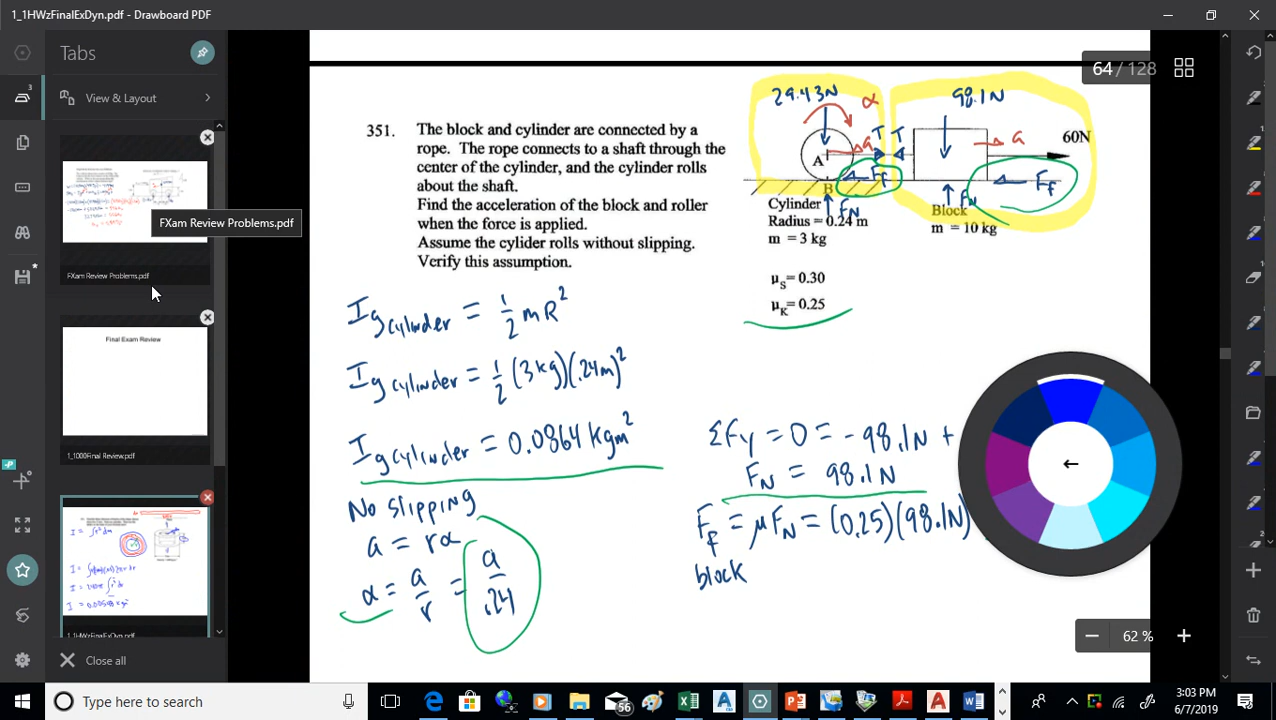 1_1HWzFinalExDyn.pdf - Drawboard PDF
Tabs
View & Layout
FXam Review Problems.pdf
FXam Review Problems.pdf
Final Exam Review
1_1000Final Review.pdf
1_1HWzFinalExDyn.pdf
Close all
64 / 128
351. The block and cylinder are connected by a
rope. The rope connects to a shaft through the
center of the cylinder, and the cylinder rolls
about the shaft.
Find the acceleration of the block and roller
when the force is applied.
Assume the cylider rolls without slipping.
Verify this assumption.
29.43N
α
98.1N
a
T T
a
60N
A
B
Ff
Ff
FN
FN
Cylinder
Radius = 0.24 m
m = 3 kg
Block
m = 10 kg
μS = 0.30
μK = 0.25
Ig cylinder = 1/2 mR²
Ig cylinder = 1/2 (3kg)(.24m)²
Ig cylinder = 0.0864 kgm²
No slipping
a = rα
α = a/r = a/.24
ΣFy = 0 = -98.1N +
FN = 98.1N
Ff = μFN = (0.25)(98.1N)
block
62 %
Type here to search
56
3:03 PM
6/7/2019